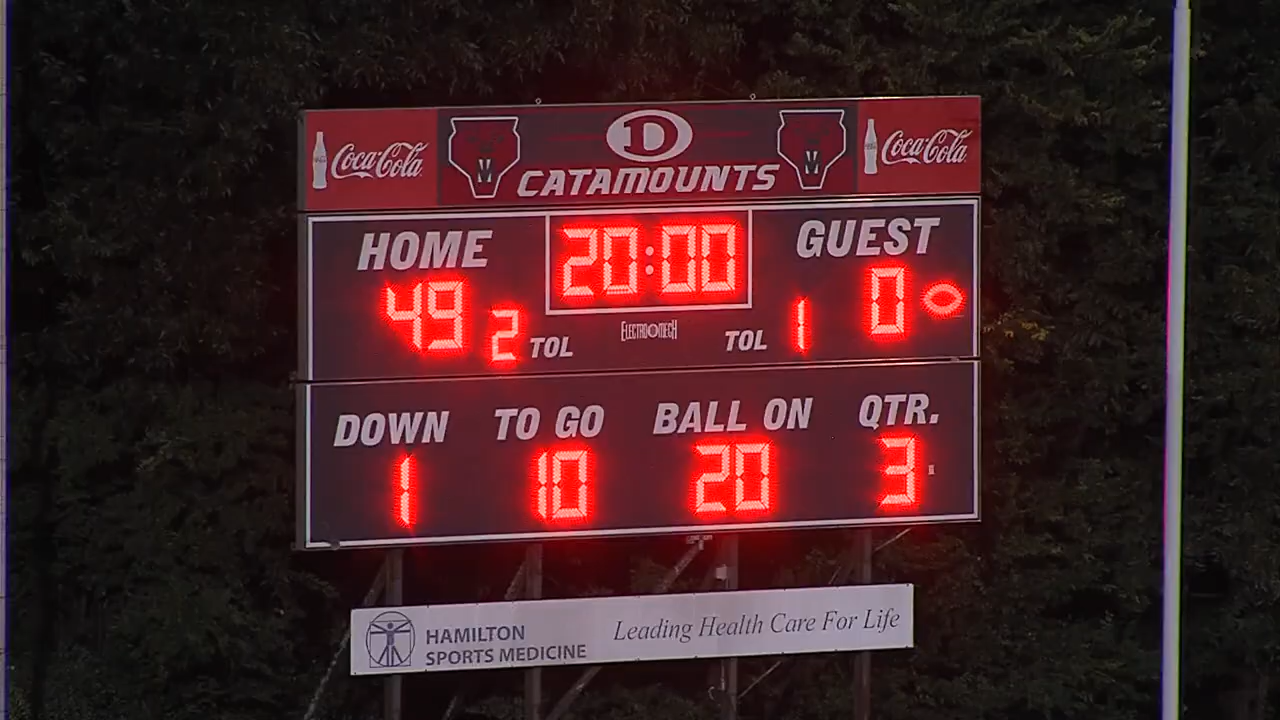 Coca-Cola
D
CATAMOUNTS
Coca-Cola
HOME
20:00
GUEST
49
2 TOL
ELECTRO-MECH
TOL 1
0
DOWN
TO GO
BALL ON
QTR.
1
10
20
3
HAMILTON
SPORTS MEDICINE
Leading Health Care For Life